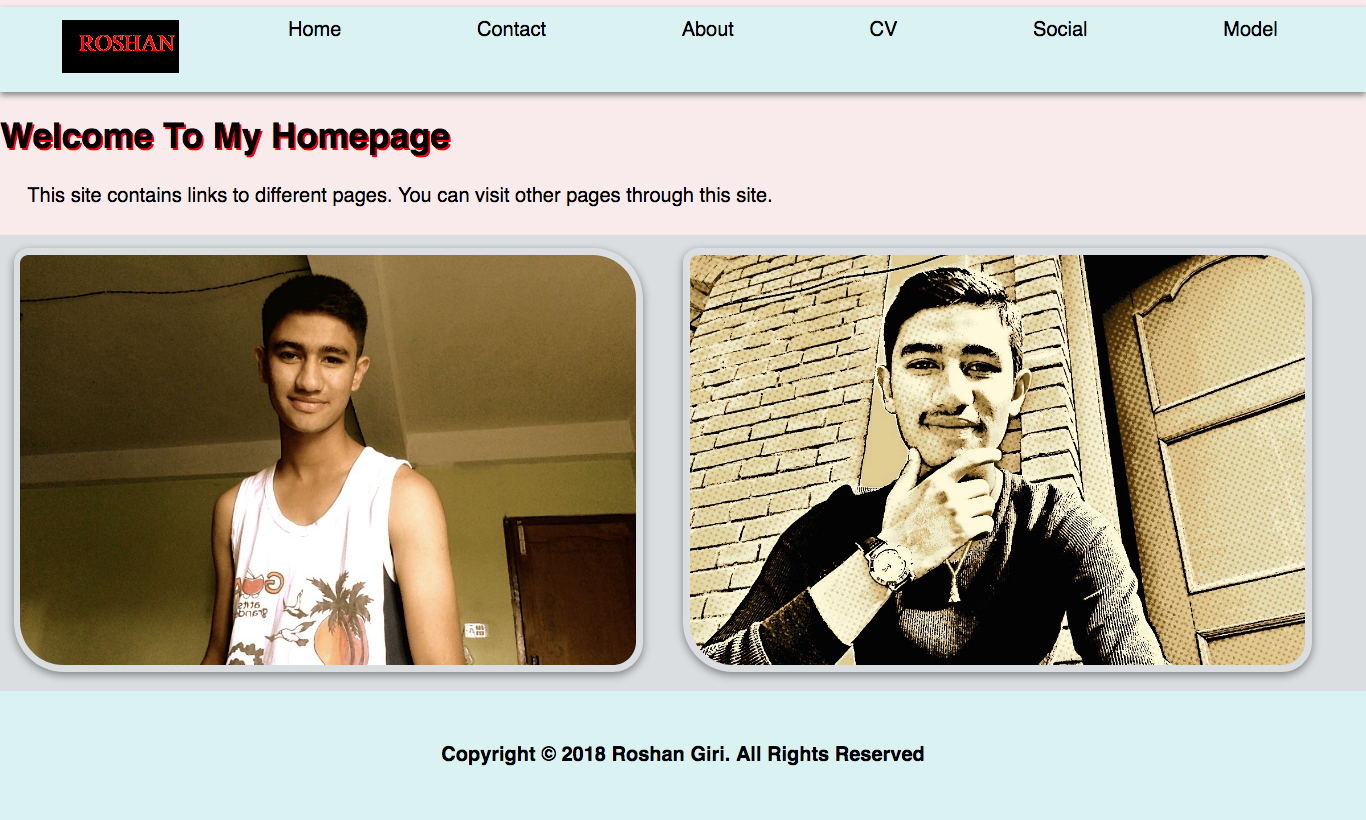 ROSHAN
Home Contact About CV Social Model
Welcome To My Homepage
This site contains links to different pages. You can visit other pages through this site.
Copyright © 2018 Roshan Giri. All Rights Reserved